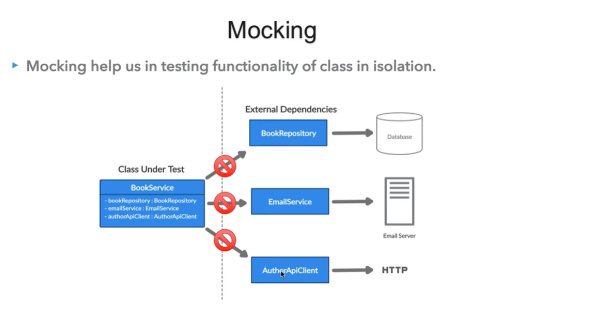 Mocking
Mocking help us in testing functionality of class in isolation.
External Dependencies
BookRepository
Database
Class Under Test
BookService
- bookRepository : BookRepository
- emailService : EmailService
- authorApiClient : AuthorApiClient
EmailService
Email Server
AuthorApiClient
HTTP